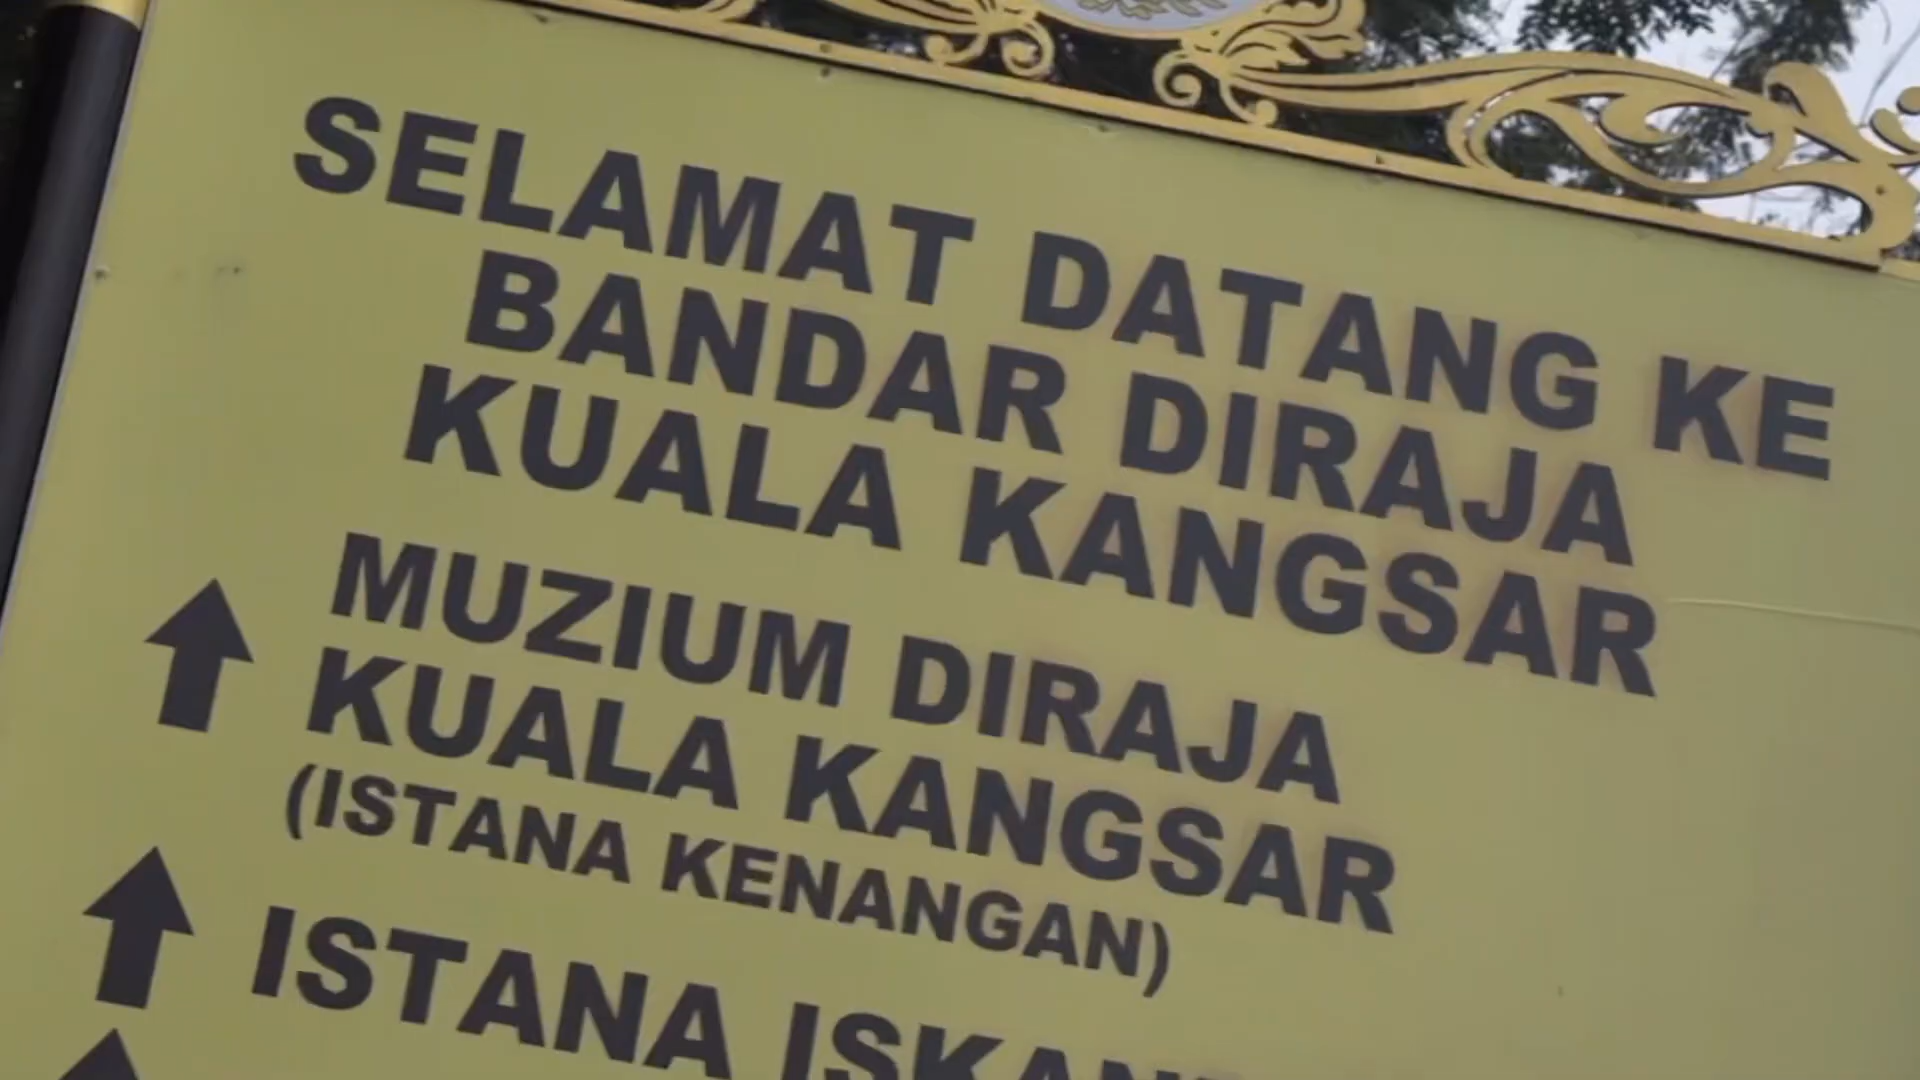 SELAMAT DATANG KE
BANDAR DIRAJA
KUALA KANGSAR
MUZIUM DIRAJA
KUALA KANGSAR
(ISTANA KENANGAN)
ISTANA